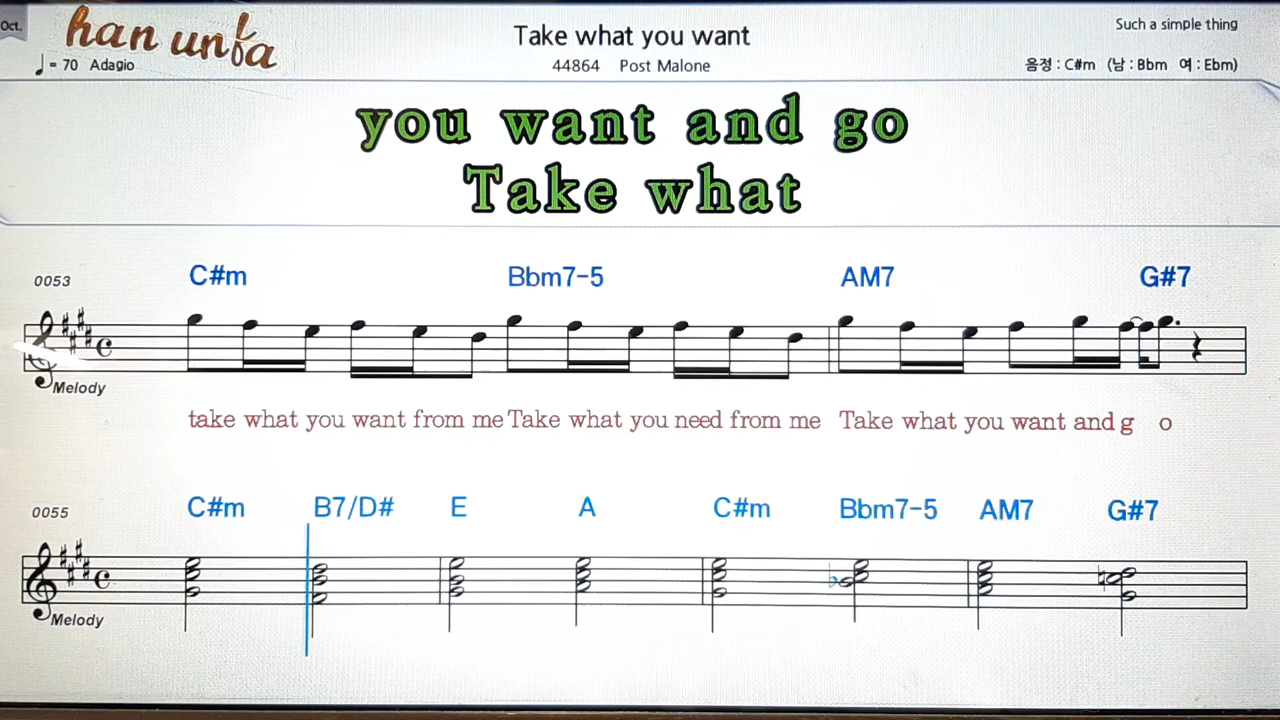 Oct.
han unfa
Take what you want
Such a simple thing
♩ = 70 Adagio
44864 Post Malone
음정 : C#m (남 : Bbm 여 : Ebm)
you want and go
Take what
0053
C#m Bbm7-5 AM7 G#7
Melody
take what you want from me Take what you need from me Take what you want and g o
0055
C#m B7/D# E A C#m Bbm7-5 AM7 G#7
Melody